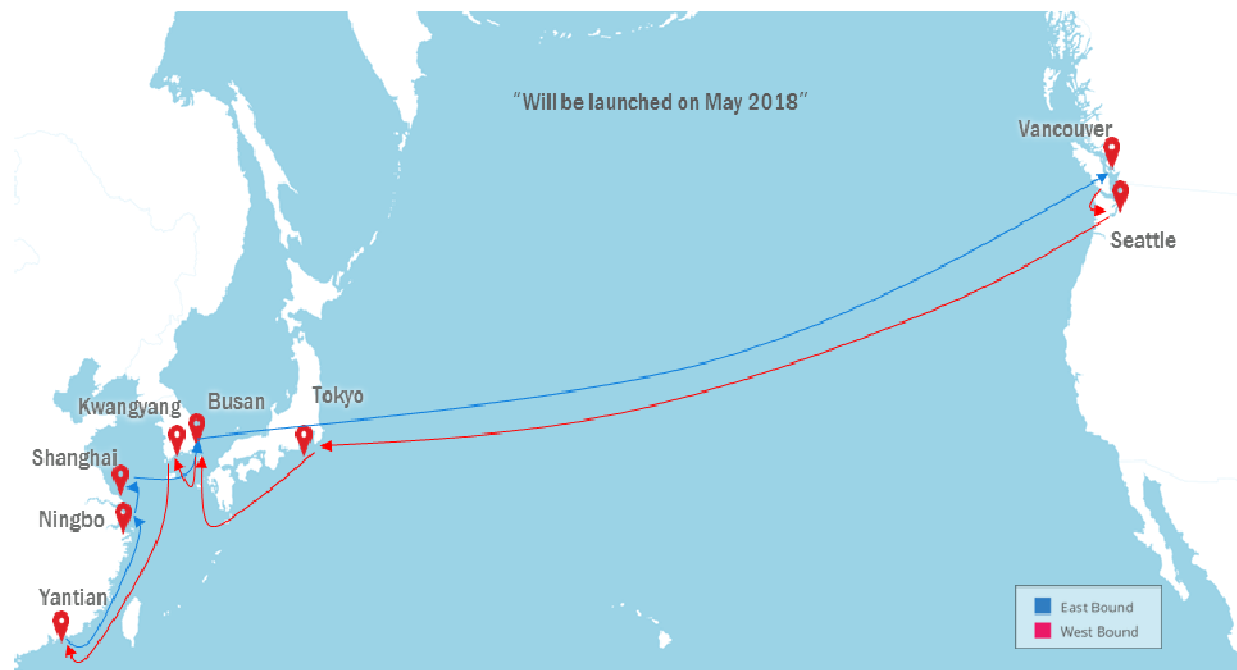 “Will be launched on May 2018”
Vancouver
Seattle
Tokyo
Busan
Kwangyang
Shanghai
Ningbo
Yantian
East Bound
West Bound